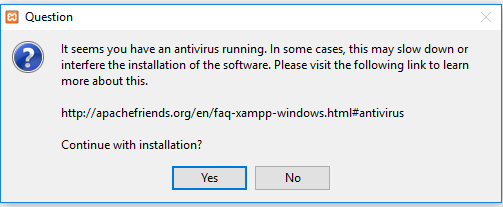 Question
It seems you have an antivirus running. In some cases, this may slow down or
interfere the installation of the software. Please visit the following link to learn
more about this.
http://apachefriends.org/en/faq-xampp-windows.html#antivirus
Continue with installation?
Yes
No